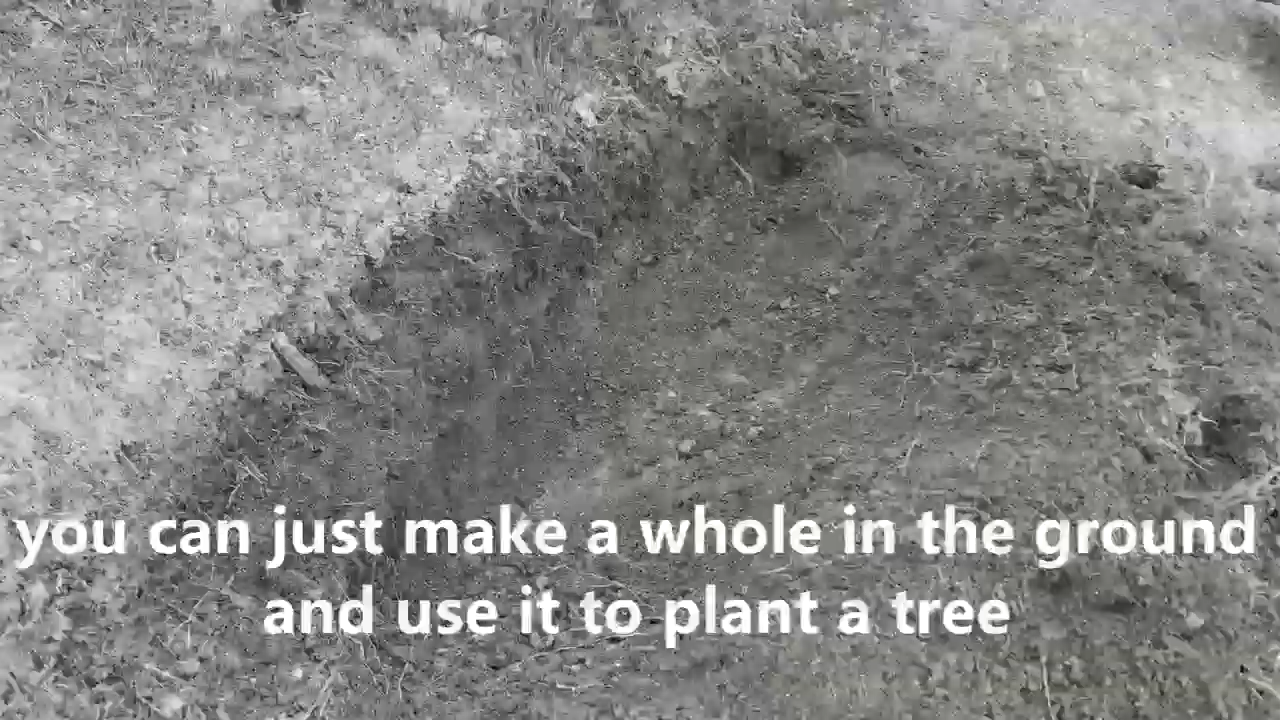 you can just make a whole in the ground
and use it to plant a tree